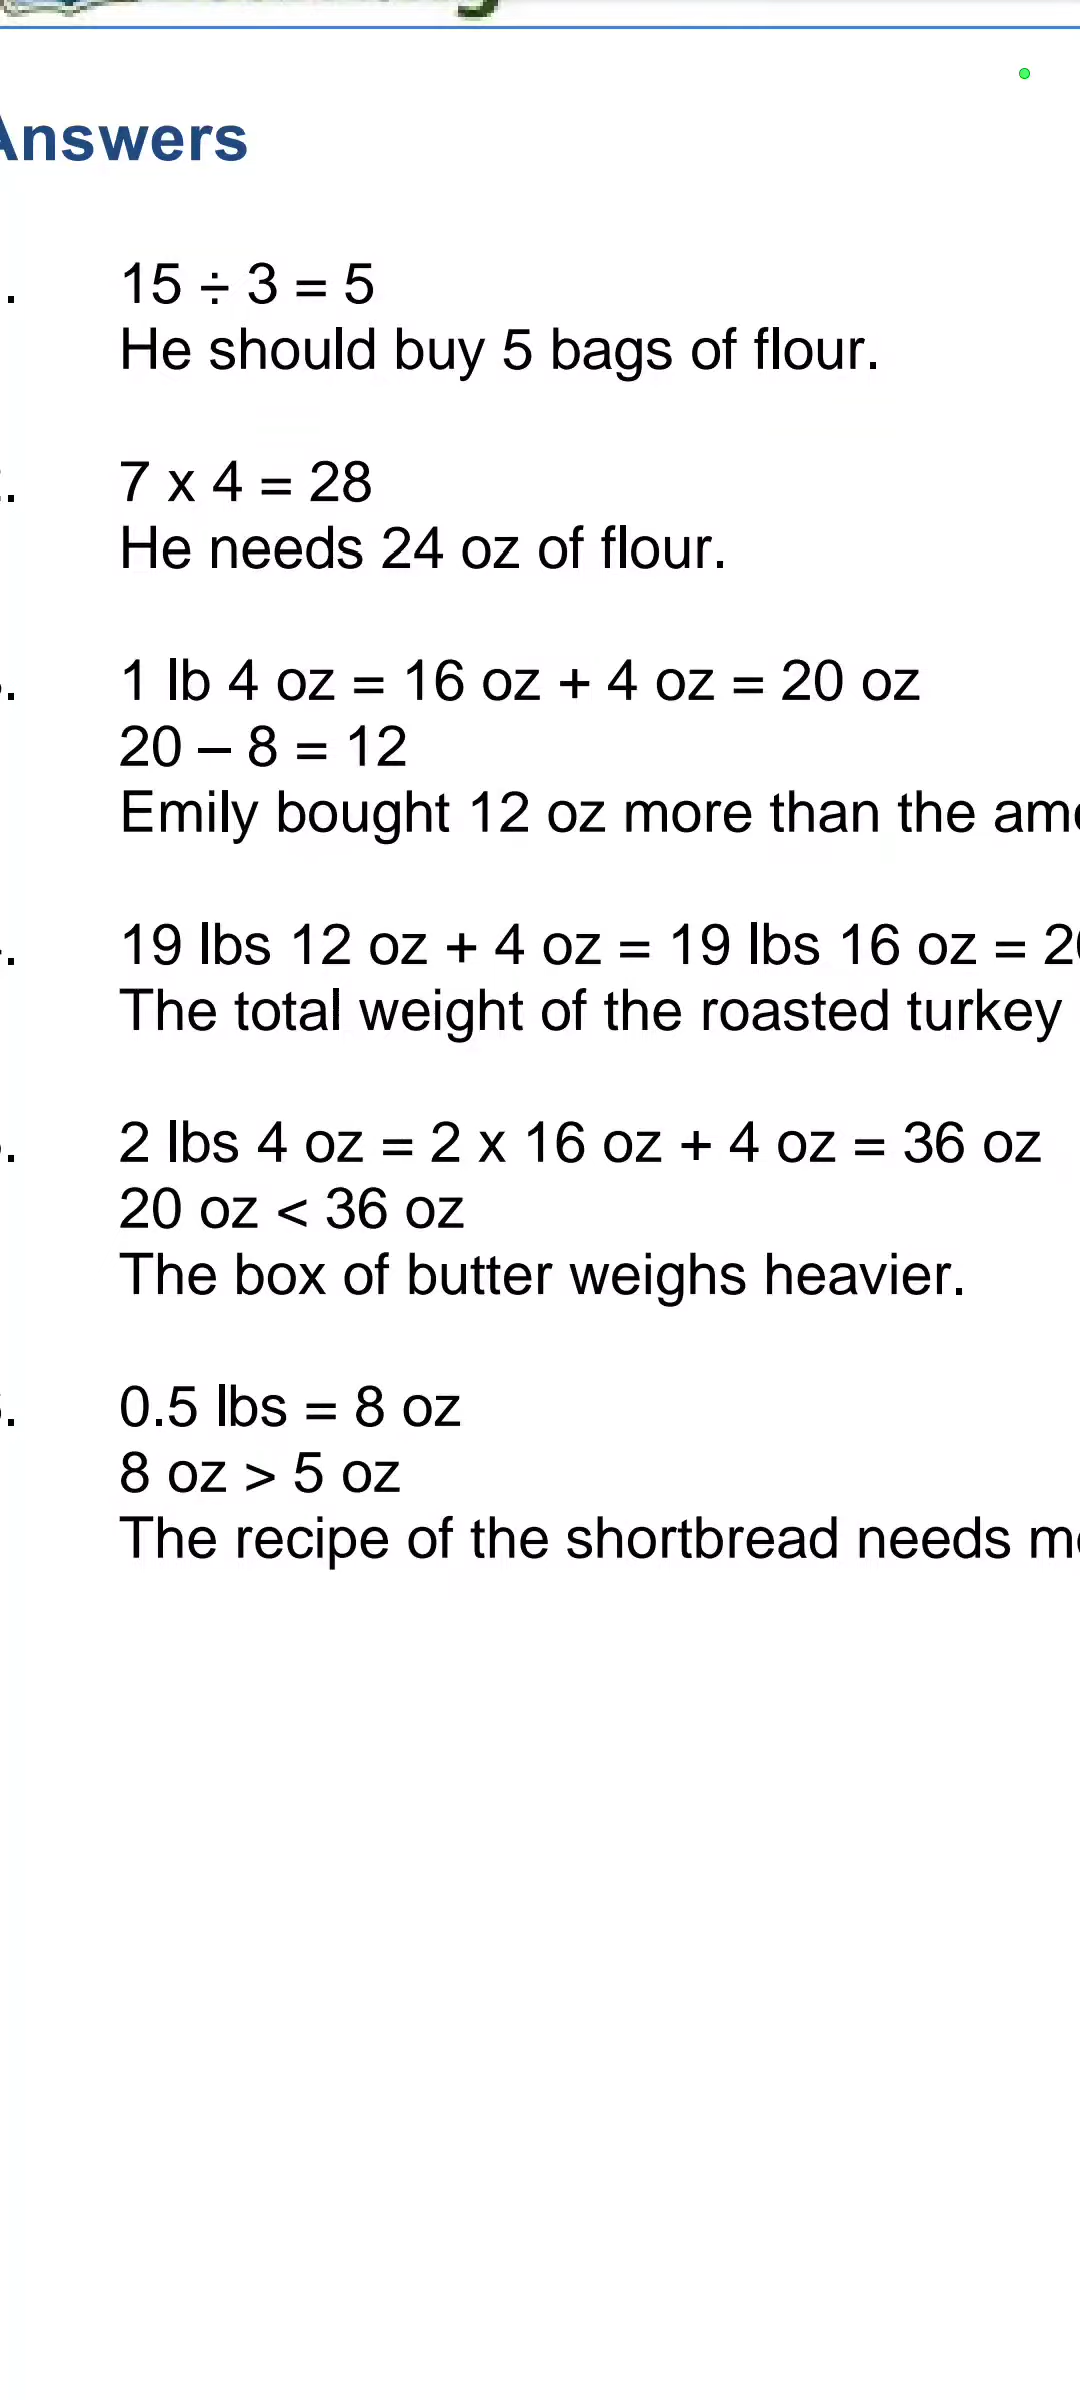 Answers
15 ÷ 3 = 5
He should buy 5 bags of flour.
7 x 4 = 28
He needs 24 oz of flour.
1 lb 4 oz = 16 oz + 4 oz = 20 oz
20 – 8 = 12
Emily bought 12 oz more than the
19 lbs 12 oz + 4 oz = 19 lbs 16 oz =
The total weight of the roasted turkey
2 lbs 4 oz = 2 x 16 oz + 4 oz = 36 oz
20 oz < 36 oz
The box of butter weighs heavier.
0.5 lbs = 8 oz
8 oz > 5 oz
The recipe of the shortbread needs